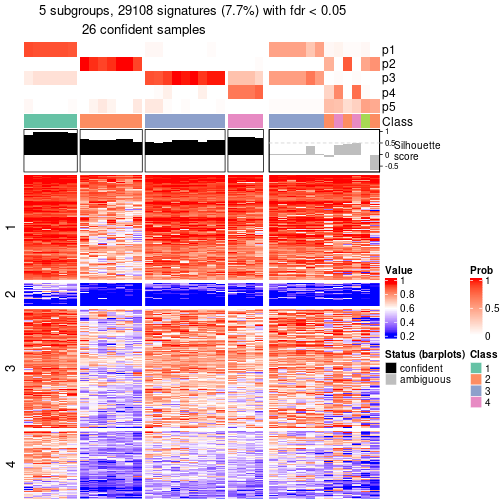 5 subgroups, 29108 signatures (7.7%) with fdr < 0.05
26 confident samples
p1
p2
p3
p4
p5
Class
1
0.5
0
-0.5
Silhouette
score
1
2
3
4
Value
1
0.8
0.6
0.4
0.2
Prob
1
0.5
0
Status (barplots)
confident
ambiguous
Class
1
2
3
4